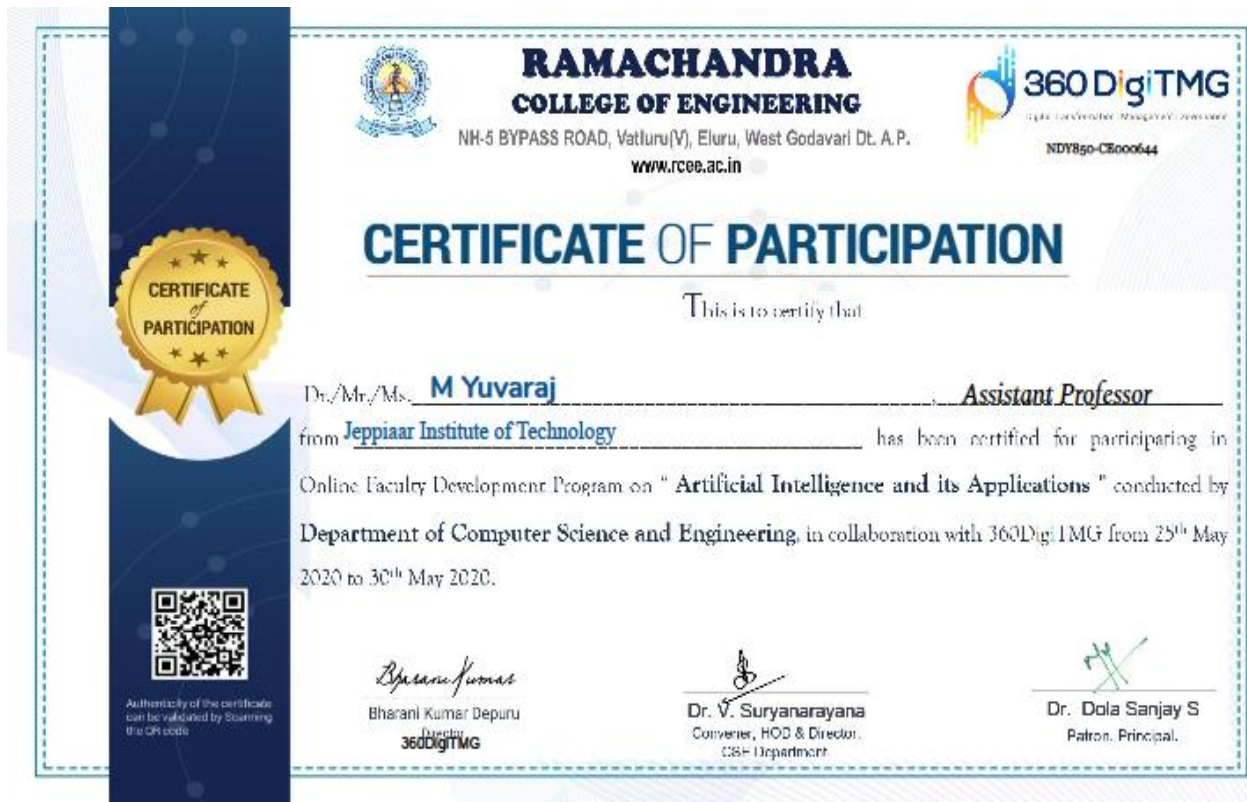 RAMACHANDRA
COLLEGE OF ENGINEERING
NH-5 BYPASS ROAD, Vatluru(V), Eluru, West Godavari Dt. A.P.
www.rcee.ac.in
360DigiTMG
NDY850-CE000644
CERTIFICATE OF PARTICIPATION
CERTIFICATE
of
PARTICIPATION
This is to certify that
Dr./Mr./Ms. M Yuvaraj, Assistant Professor
from Jeppiaar Institute of Technology has been certified for participating in
Online Faculty Development Program on " Artificial Intelligence and its Applications " conducted by
Department of Computer Science and Engineering, in collaboration with 360DigiTMG from 25th May
2020 to 30th May 2020.
Authenticity of the certificate
can be validated by Scanning
the QR code
Bharani Kumar
Bharani Kumar Depuru
Director
360DigiTMG
Dr. V. Suryanarayana
Convener, HOD & Director.
CSE Department
Dr. Dola Sanjay S
Patron, Principal.